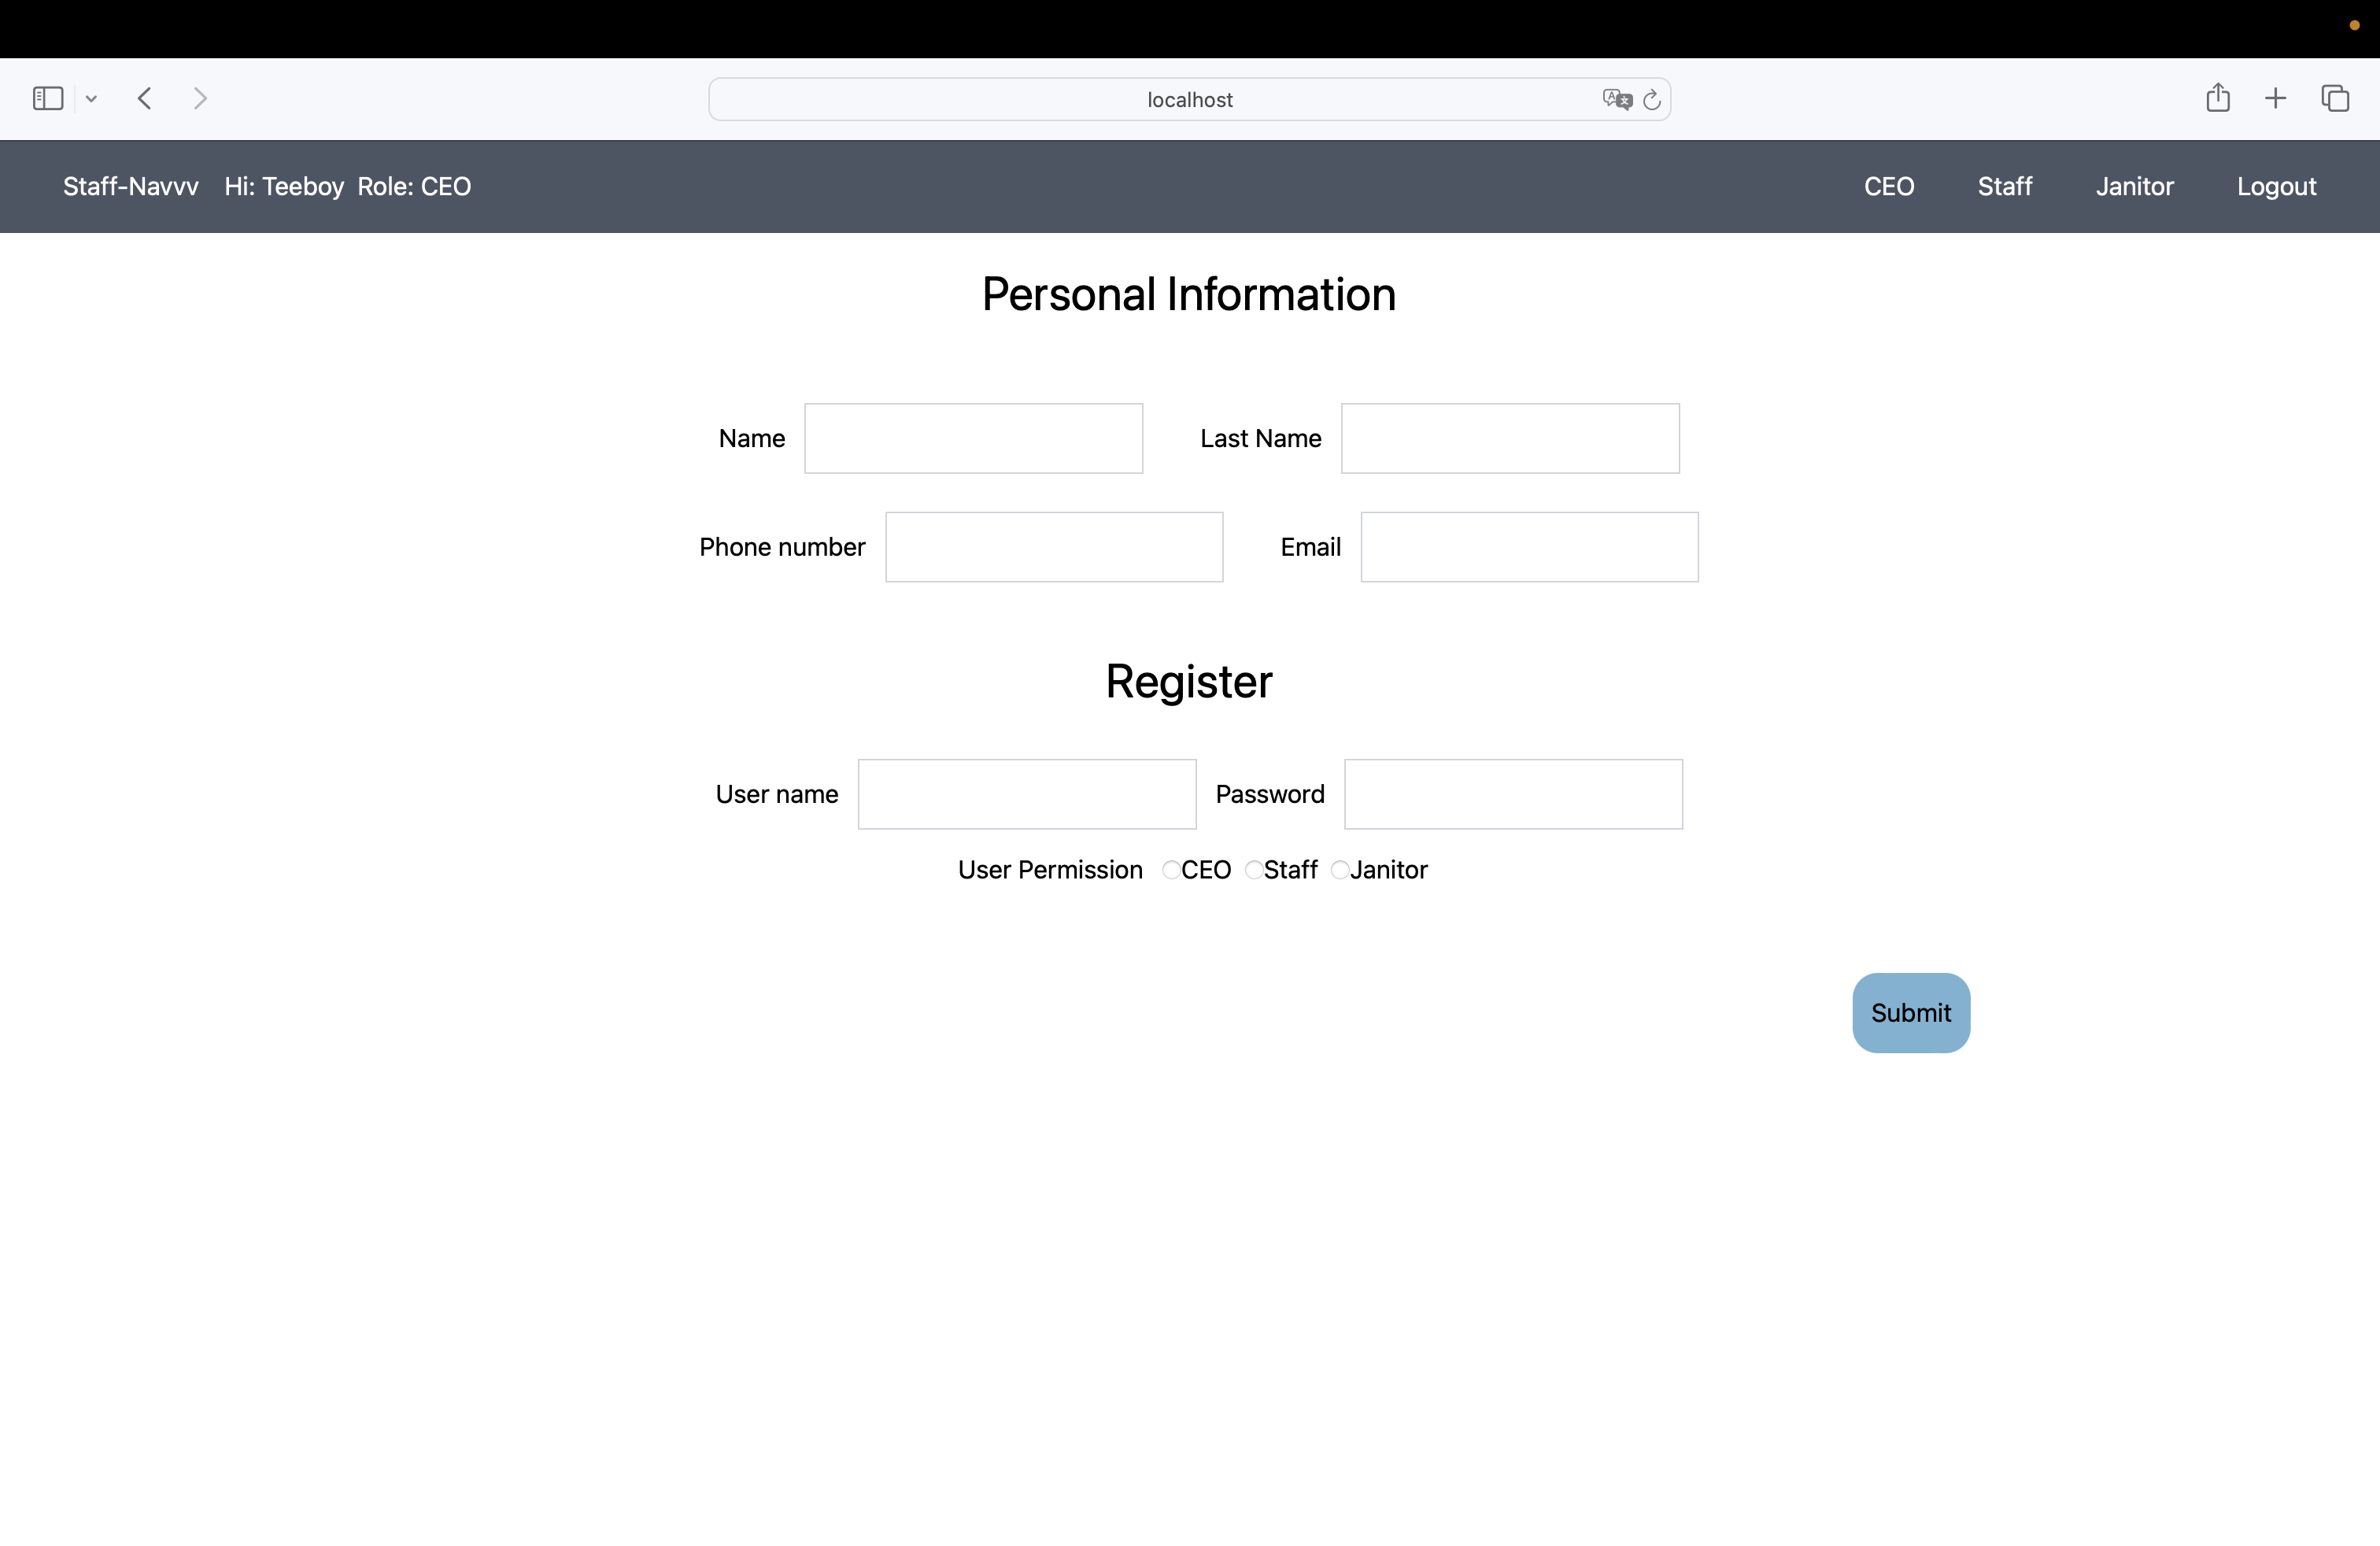 localhost
Staff-Navvv Hi: Teeboy Role: CEO CEO Staff Janitor Logout
Personal Information
Name Last Name
Phone number Email
Register
User name Password
User Permission CEO Staff Janitor
Submit